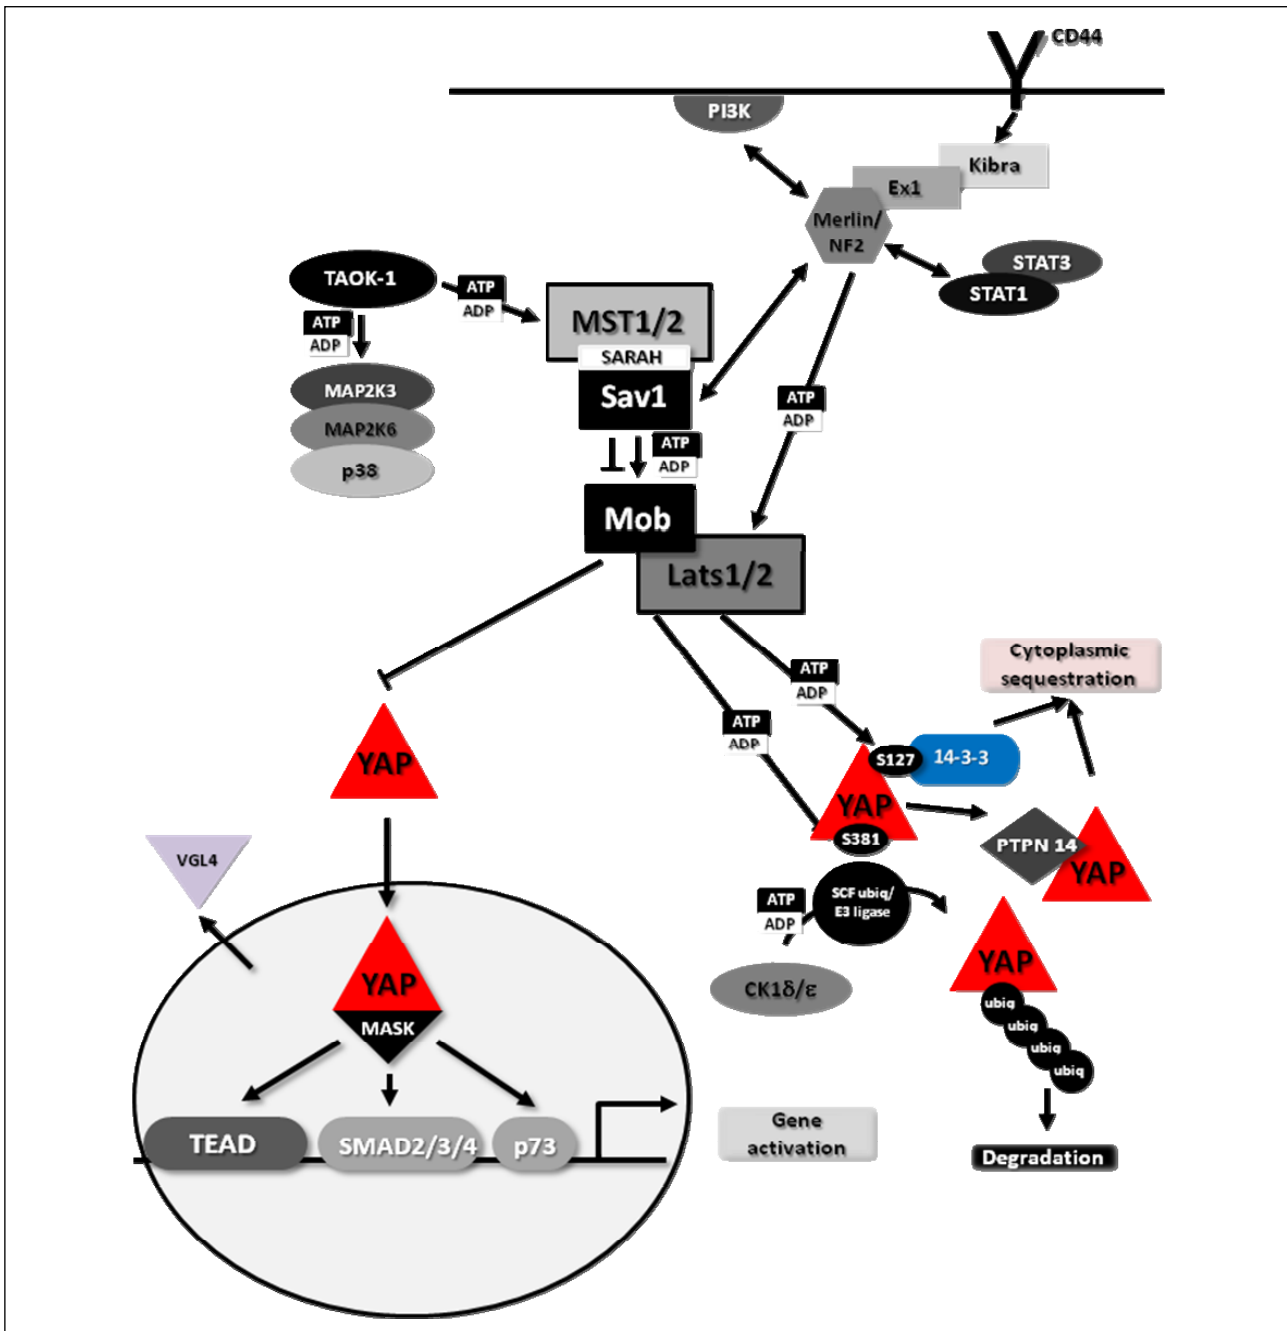 CD44
PI3K
Kibra
Ex1
Merlin/
NF2
STAT3
STAT1
TAOK-1
ATP
ADP
ATP
ADP
MST1/2
SARAH
Sav1
MAP2K3
MAP2K6
p38
ATP
ADP
ATP
ADP
Mob
Lats1/2
ATP
ADP
ATP
ADP
Cytoplasmic
sequestration
YAP
S127
14-3-3
YAP
S381
PTPN 14
YAP
VGL4
SCF ubiq/
E3 ligase
ATP
ADP
CK1δ/ε
YAP
ubiq
ubiq
ubiq
ubiq
YAP
MASK
TEAD
SMAD2/3/4
p73
Gene
activation
Degradation